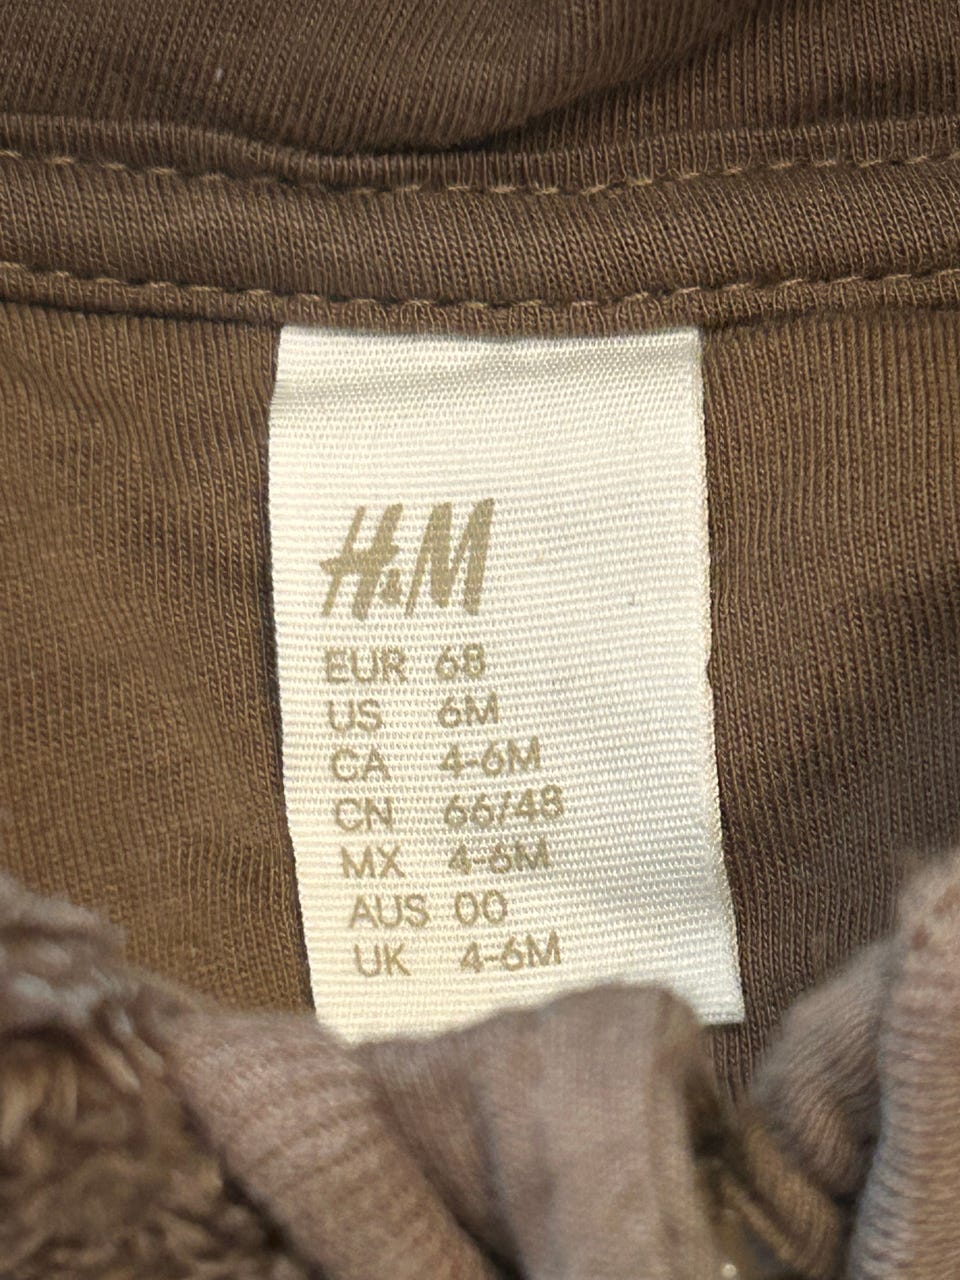 H&M
EUR 68
US 6M
CA 4-6M
CN 66/48
MX 4-6M
AUS 00
UK 4-6M